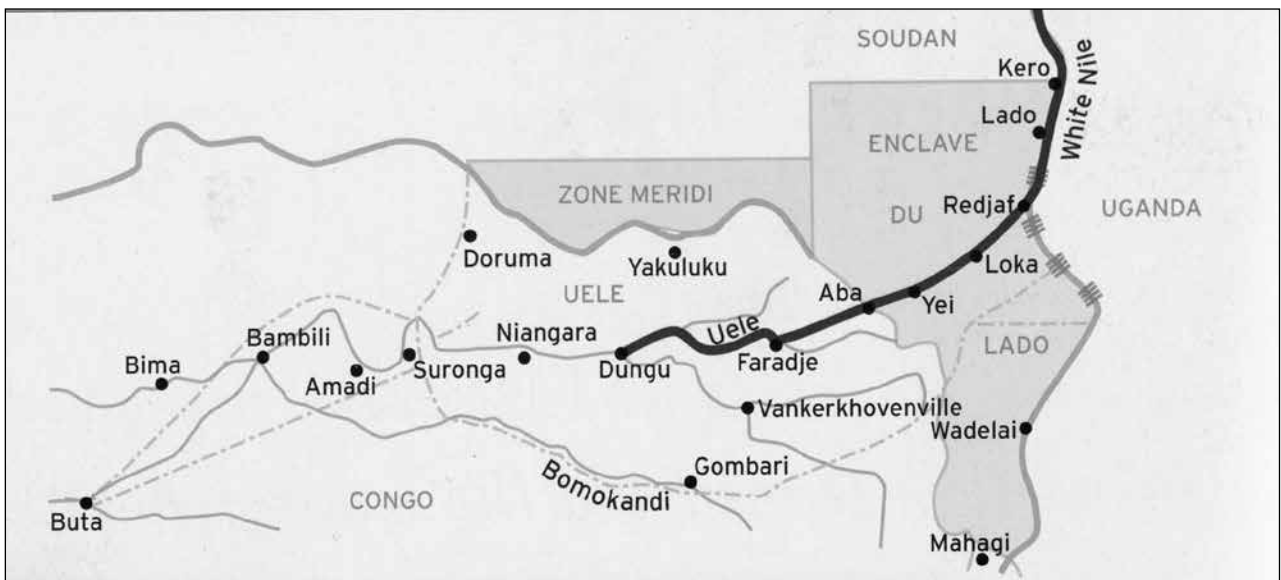 SOUDAN
Kero
White Nile
Lado
ENCLAVE
ZONE MERIDI
DU
Redjaf
UGANDA
Doruma
Yakuluku
Loka
UELE
Aba
Yei
Niangara
Uele
Bambili
LADO
Bima
Amadi
Suronga
Dungu
Faradje
Vankerkhovenville
Wadelai
Gombari
Bomokandi
CONGO
Buta
Mahagi